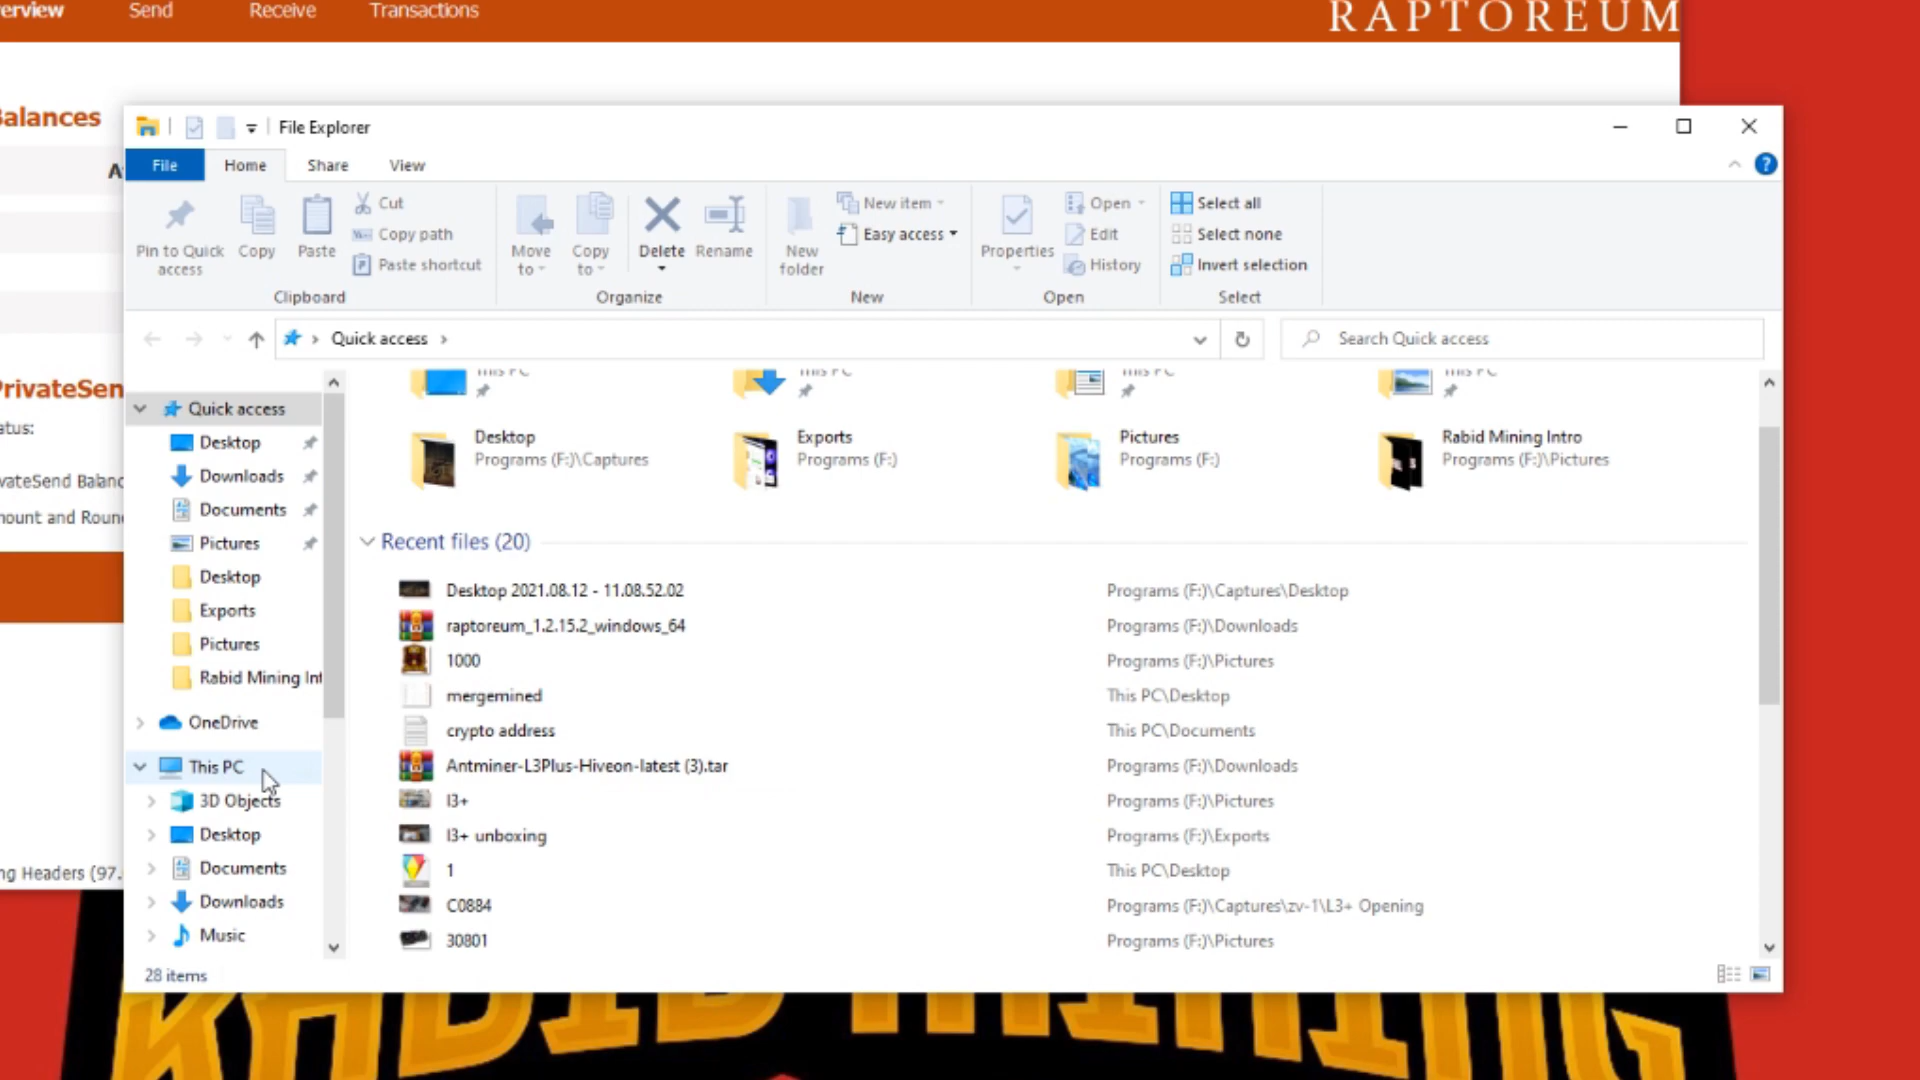 erview Send Receive Transactions
RAPTOREUM
Balances
File Explorer
File Home Share View
Pin to Quick access
Copy
Paste
Cut
Copy path
Paste shortcut
Clipboard
Move to
Copy to
Delete
Rename
Organize
New folder
New item
Easy access
New
Properties
Open
Edit
History
Open
Select all
Select none
Invert selection
Select
Quick access
Search Quick access
PrivateSen
atus:
vateSend Balanc
nount and Roun
ng Headers (97.
Quick access
Desktop
Downloads
Documents
Pictures
Desktop
Exports
Pictures
Rabid Mining Int
OneDrive
This PC
3D Objects
Desktop
Documents
Downloads
Music
This PC This PC This PC This PC
Desktop
Programs (F:)\Captures
Exports
Programs (F:)
Pictures
Programs (F:)
Rabid Mining Intro
Programs (F:)\Pictures
Recent files (20)
Desktop 2021.08.12 - 11.08.52.02 Programs (F:)\Captures\Desktop
raptoreum_1.2.15.2_windows_64 Programs (F:)\Downloads
1000 Programs (F:)\Pictures
mergemined This PC\Desktop
crypto address This PC\Documents
Antminer-L3Plus-Hiveon-latest (3).tar Programs (F:)\Downloads
l3+ Programs (F:)\Pictures
l3+ unboxing Programs (F:)\Exports
1 This PC\Desktop
C0884 Programs (F:)\Captures\zv-1\L3+ Opening
30801 Programs (F:)\Pictures
28 items
RABID MINING